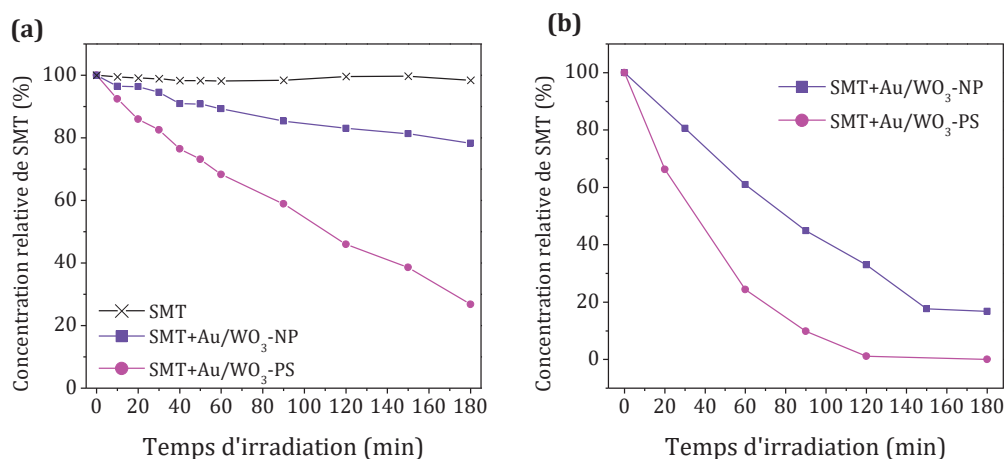 (a)
Concentration relative de SMT (%)
120
100
80
60
40
20
0
SMT
SMT+Au/WO₃-NP
SMT+Au/WO₃-PS
0 20 40 60 80 100 120 140 160 180
Temps d'irradiation (min)
(b)
Concentration relative de SMT (%)
100
80
60
40
20
0
SMT+Au/WO₃-NP
SMT+Au/WO₃-PS
0 20 40 60 80 100 120 140 160 180
Temps d'irradiation (min)